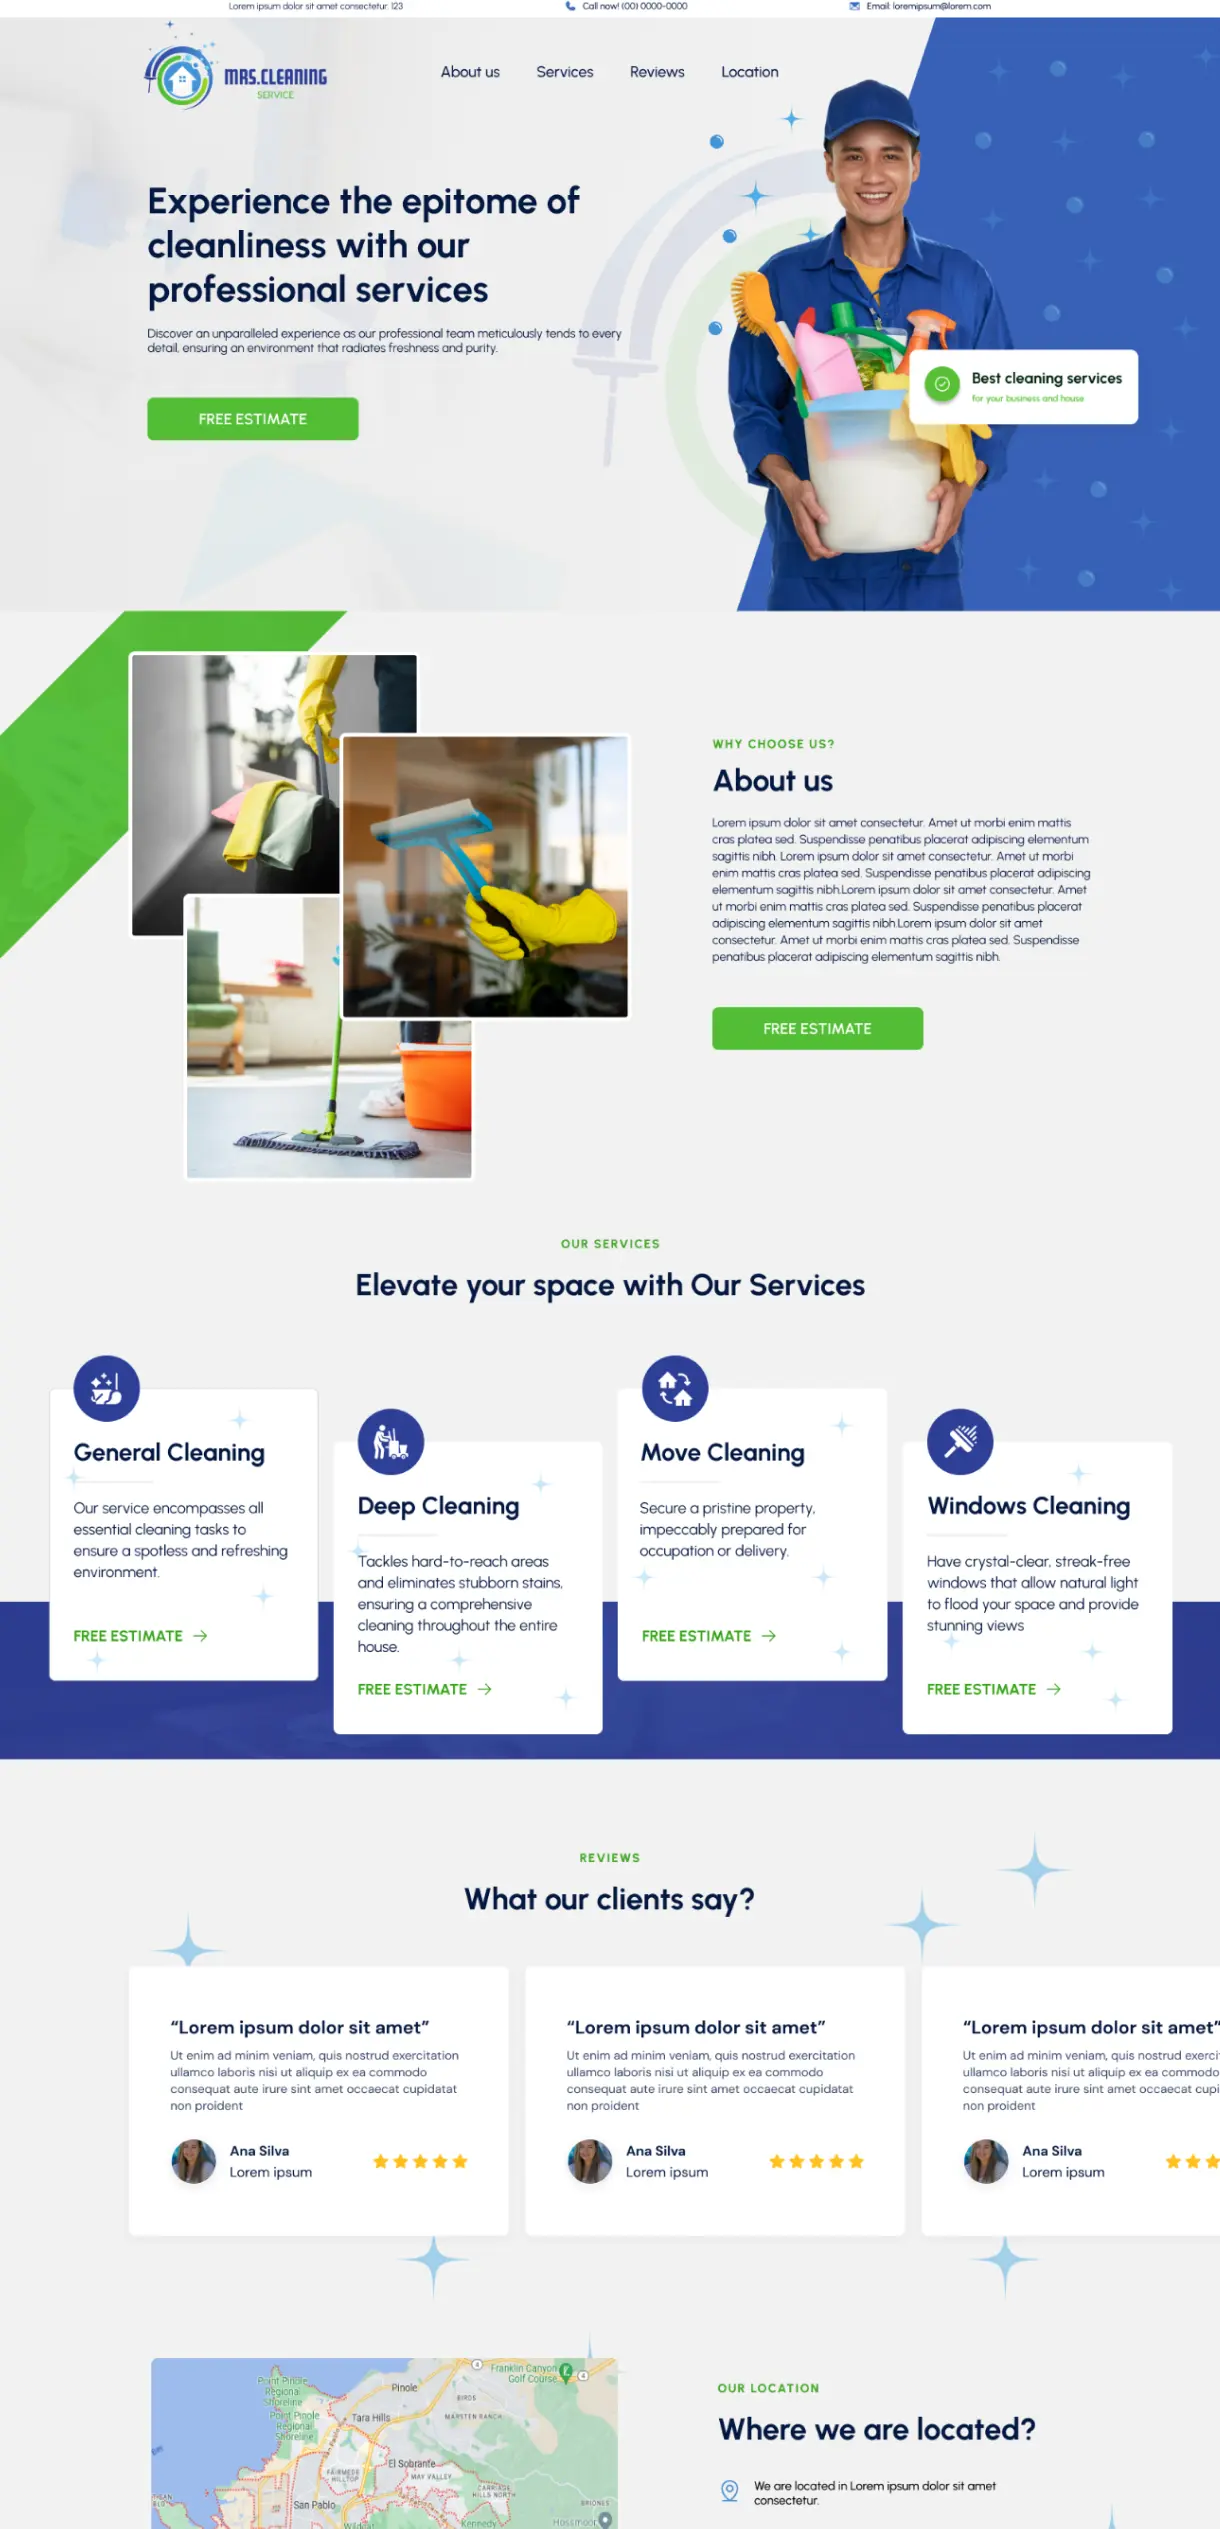 Lorem ipsum dolor sit amet consectetur. 123
Call now! (00) 0000-0000
Email: loremipsum@lorem.com
MRS.CLEANING
SERVICE
About us
Services
Reviews
Location
Experience the epitome of
cleanliness with our
professional services
Discover an unparalleled experience as our professional team meticulously tends to every
detail, ensuring an environment that radiates freshness and purity.
FREE ESTIMATE
Best cleaning services
for your business and house
WHY CHOOSE US?
About us
Lorem ipsum dolor sit amet consectetur. Amet ut morbi enim mattis
cras platea sed. Suspendisse penatibus placerat adipiscing elementum
sagittis nibh. Lorem ipsum dolor sit amet consectetur. Amet ut morbi
enim mattis cras platea sed. Suspendisse penatibus placerat adipiscing
elementum sagittis nibh.Lorem ipsum dolor sit amet consectetur. Amet
ut morbi enim mattis cras platea sed. Suspendisse penatibus placerat
adipiscing elementum sagittis nibh.Lorem ipsum dolor sit amet
consectetur. Amet ut morbi enim mattis cras platea sed. Suspendisse
penatibus placerat adipiscing elementum sagittis nibh.
FREE ESTIMATE
OUR SERVICES
Elevate your space with Our Services
General Cleaning
Our service encompasses all
essential cleaning tasks to
ensure a spotless and refreshing
environment.
FREE ESTIMATE
Deep Cleaning
Tackles hard-to-reach areas
and eliminates stubborn stains,
ensuring a comprehensive
cleaning throughout the entire
house.
FREE ESTIMATE
Move Cleaning
Secure a pristine property,
impeccably prepared for
occupation or delivery.
FREE ESTIMATE
Windows Cleaning
Have crystal-clear, streak-free
windows that allow natural light
to flood your space and provide
stunning views
FREE ESTIMATE
REVIEWS
What our clients say?
“Lorem ipsum dolor sit amet”
Ut enim ad minim veniam, quis nostrud exercitation
ullamco laboris nisi ut aliquip ex ea commodo
consequat aute irure sint amet occaecat cupidatat
non proident
Ana Silva
Lorem ipsum
“Lorem ipsum dolor sit amet”
Ut enim ad minim veniam, quis nostrud exercitation
ullamco laboris nisi ut aliquip ex ea commodo
consequat aute irure sint amet occaecat cupidatat
non proident
Ana Silva
Lorem ipsum
“Lorem ipsum dolor sit amet”
Ut enim ad minim veniam, quis nostrud exerci
ullamco laboris nisi ut aliquip ex ea commodo
consequat aute irure sint amet occaecat cupi
non proident
Ana Silva
Lorem ipsum
Franklin Canyon
Golf Course
4
4
Point Pinole
Regional
Shoreline
Pinole
BIRDS
Tara Hills
MARSTEN RANCH
Point Pinole
Regional
Shoreline
El Sobrante
FAIRMEDE
HILLTOP
MAY VALLEY
CARRIAGE
HILLS NORTH
San Pablo
BRIONES
Wildcat
Kennedy
OUR LOCATION
Where we are located?
We are located in Lorem ipsum dolor sit amet
consectetur.